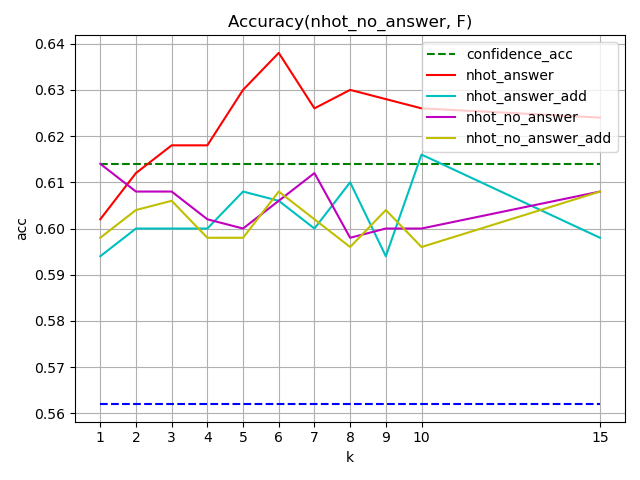 Accuracy(nhot_no_answer, F)
confidence_acc
nhot_answer
nhot_answer_add
nhot_no_answer
nhot_no_answer_add
0.64
0.63
0.62
0.61
0.60
0.59
0.58
0.57
0.56
acc
1 2 3 4 5 6 7 8 9 10 15
k